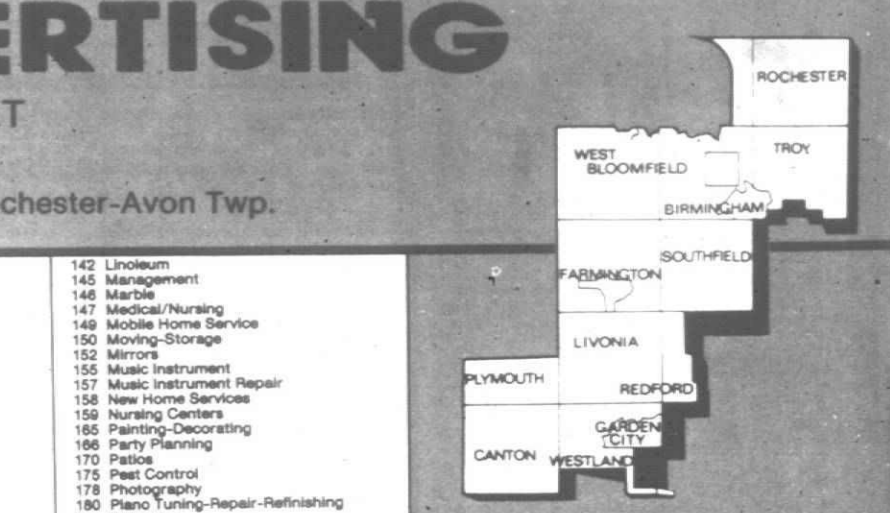 ERTISING
T
chester-Avon Twp.
142 Linoleum
145 Management
146 Marble
147 Medical/Nursing
149 Mobile Home Service
150 Moving-Storage
152 Mirrors
155 Music Instrument
157 Music Instrument Repair
158 New Home Services
159 Nursing Centers
165 Painting-Decorating
166 Party Planning
170 Patios
175 Pest Control
178 Photography
180 Piano Tuning-Repair-Refinishing
ROCHESTER
WEST
BLOOMFIELD
TROY
BIRMINGHAM
FARMINGTON
SOUTHFIELD
LIVONIA
PLYMOUTH
REDFORD
GARDEN
CITY
CANTON
WESTLAND